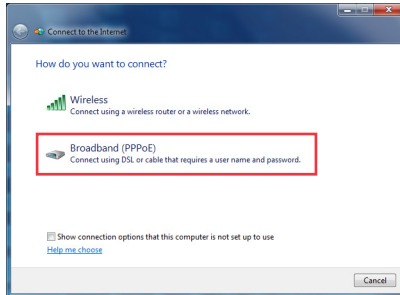 Connect to the Internet
How do you want to connect?
Wireless
Connect using a wireless router or a wireless network.
Broadband (PPPoE)
Connect using DSL or cable that requires a user name and password.
Show connection options that this computer is not set up to use
Help me choose
Cancel